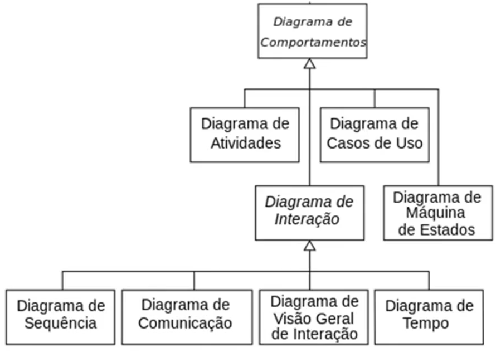 Diagrama de
Comportamentos
Diagrama de
Atividades
Diagrama de
Casos de Uso
Diagrama de
Interação
Diagrama de
Máquina
de Estados
Diagrama de
Sequência
Diagrama de
Comunicação
Diagrama de
Visão Geral
de Interação
Diagrama de
Tempo